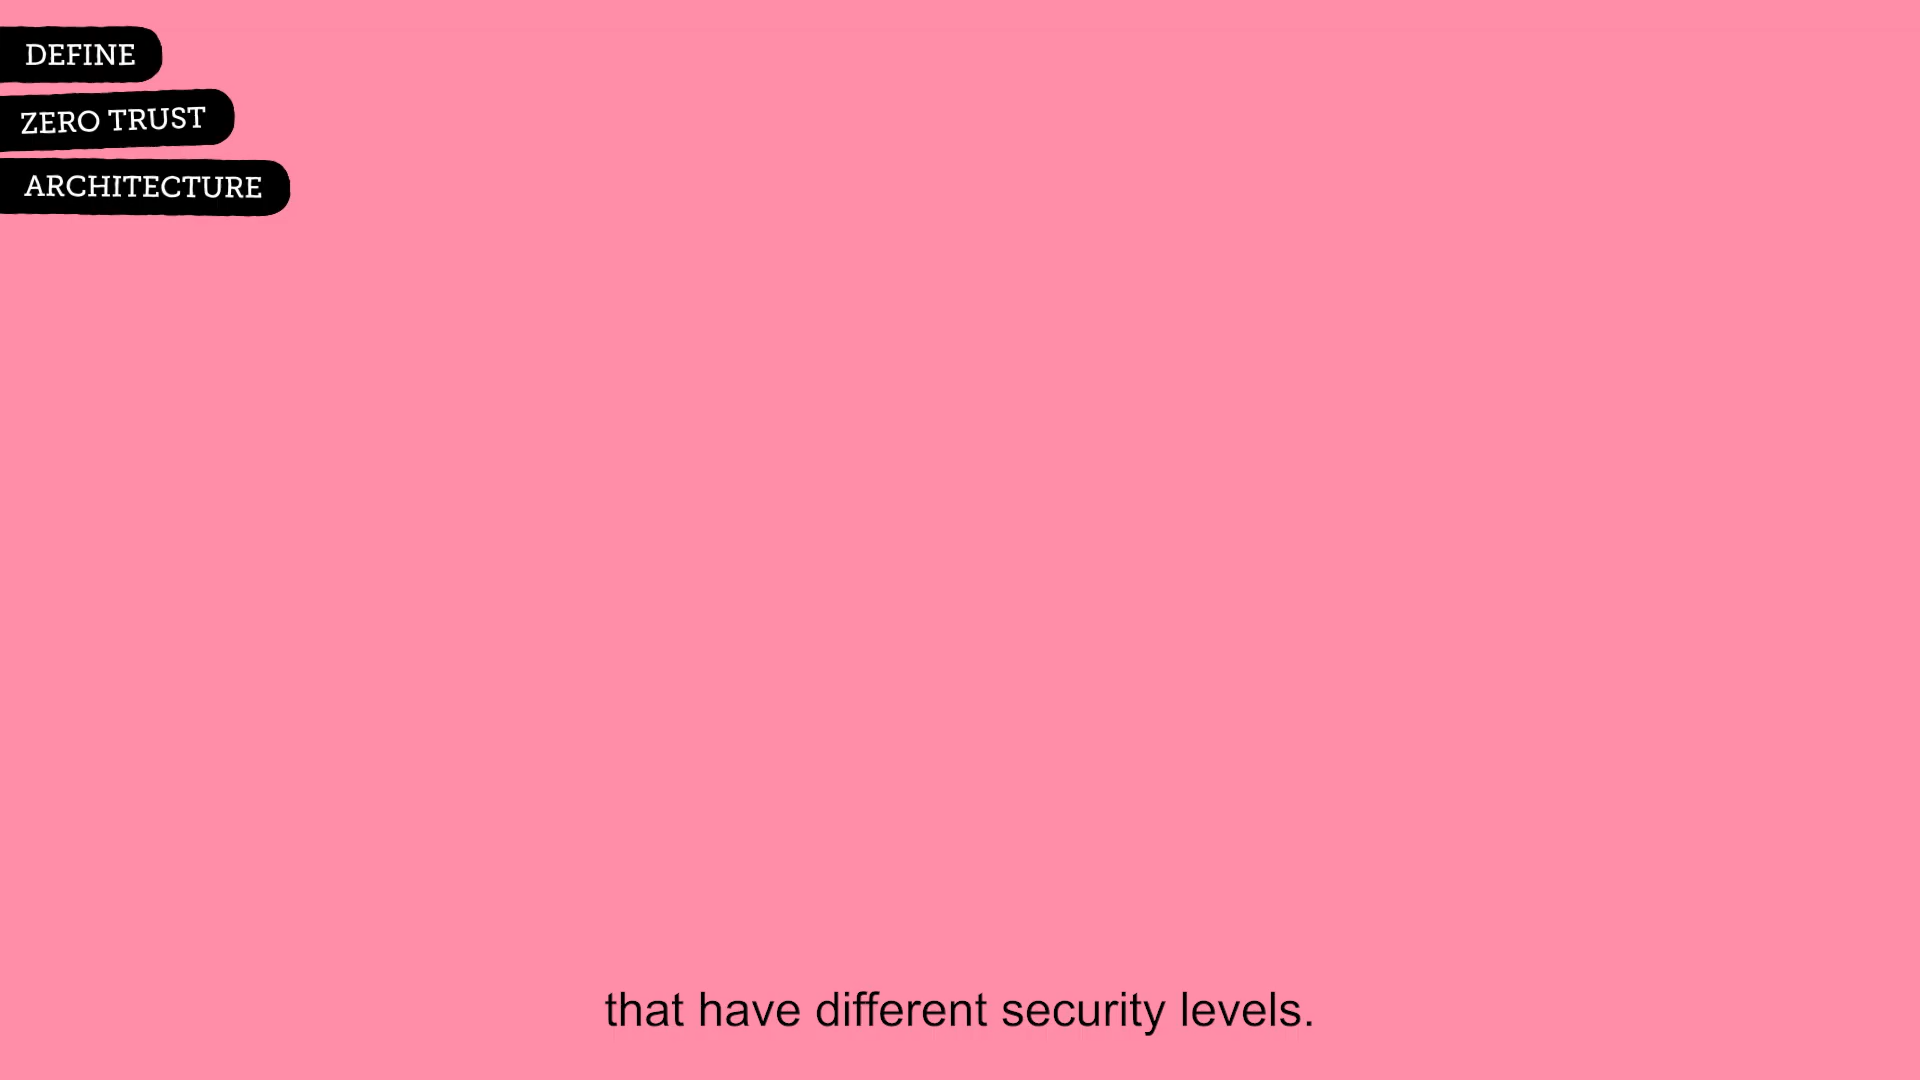 DEFINE
ZERO TRUST
ARCHITECTURE
that have different security levels.